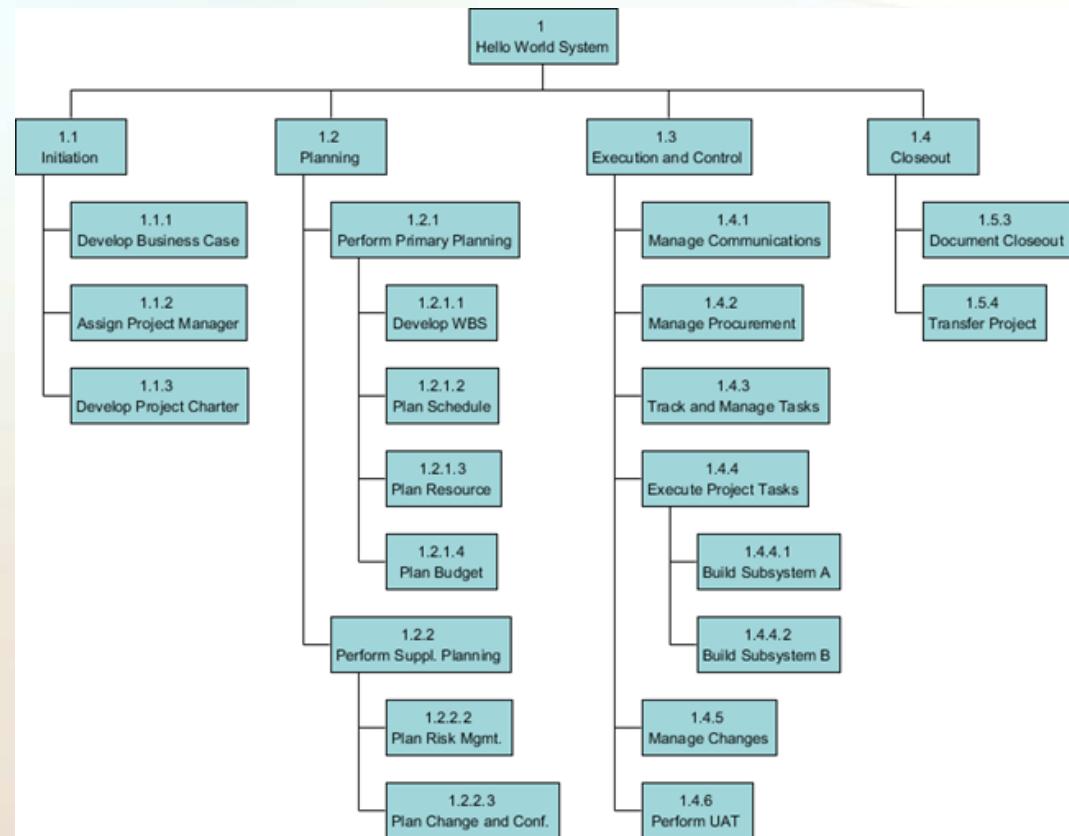 1
Hello World System
1.1
Initiation
1.1.1
Develop Business Case
1.1.2
Assign Project Manager
1.1.3
Develop Project Charter
1.2
Planning
1.2.1
Perform Primary Planning
1.2.1.1
Develop WBS
1.2.1.2
Plan Schedule
1.2.1.3
Plan Resource
1.2.1.4
Plan Budget
1.2.2
Perform Suppl. Planning
1.2.2.2
Plan Risk Mgmt.
1.2.2.3
Plan Change and Conf.
1.3
Execution and Control
1.4.1
Manage Communications
1.4.2
Manage Procurement
1.4.3
Track and Manage Tasks
1.4.4
Execute Project Tasks
1.4.4.1
Build Subsystem A
1.4.4.2
Build Subsystem B
1.4.5
Manage Changes
1.4.6
Perform UAT
1.4
Closeout
1.5.3
Document Closeout
1.5.4
Transfer Project